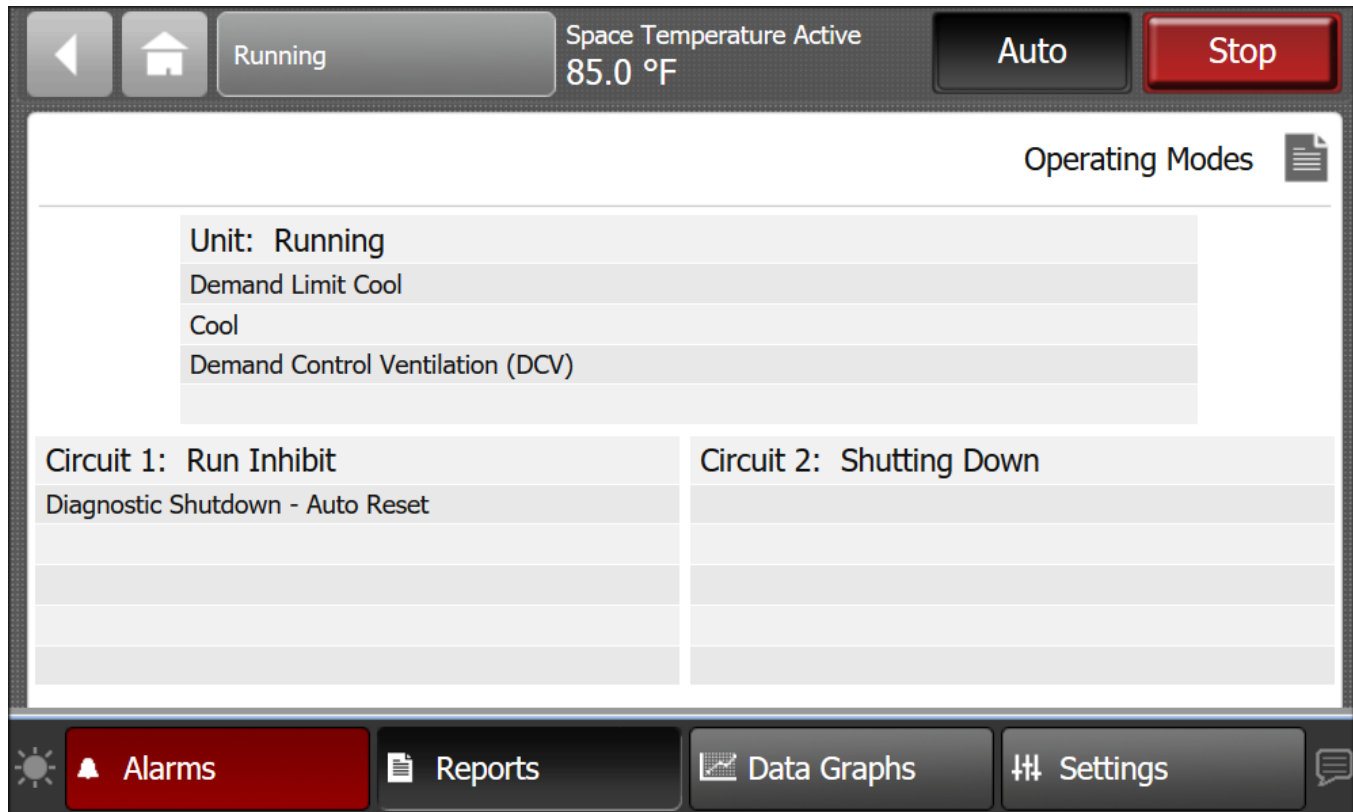 Running
Space Temperature Active
85.0 °F
Auto
Stop
Operating Modes
Unit: Running
Demand Limit Cool
Cool
Demand Control Ventilation (DCV)
Circuit 1: Run Inhibit
Diagnostic Shutdown - Auto Reset
Circuit 2: Shutting Down
Alarms
Reports
Data Graphs
Settings